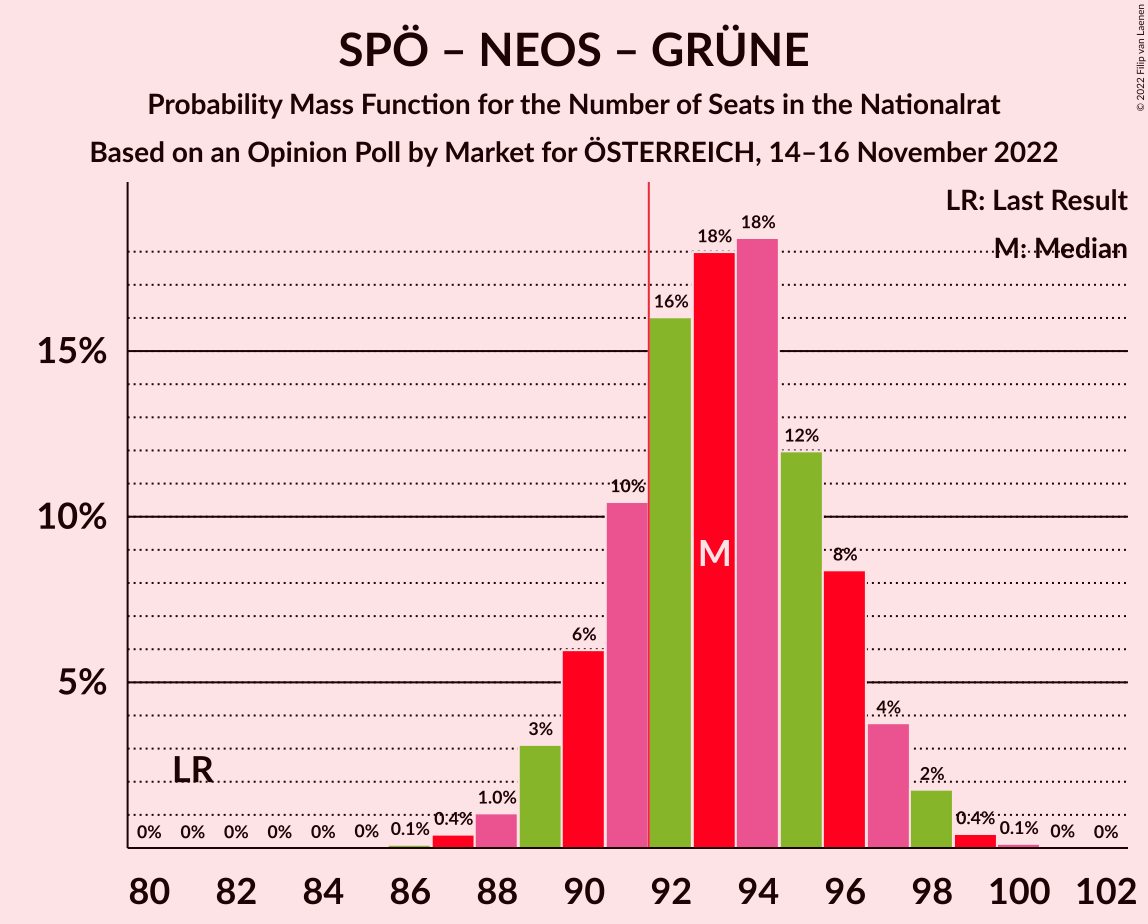 SPÖ – NEOS – GRÜNE
Probability Mass Function for the Number of Seats in the Nationalrat
Based on an Opinion Poll by Market for ÖSTERREICH, 14–16 November 2022
© 2022 Filip van Laenen
LR: Last Result
M: Median
18% 18%
16%
15%
12%
10%
10%
M
8%
6%
5%
4%
3%
LR
2%
1.0%
0% 0% 0% 0% 0% 0% 0.1% 0.4% 0.4% 0.1% 0% 0%
80 82 84 86 88 90 92 94 96 98 100 102